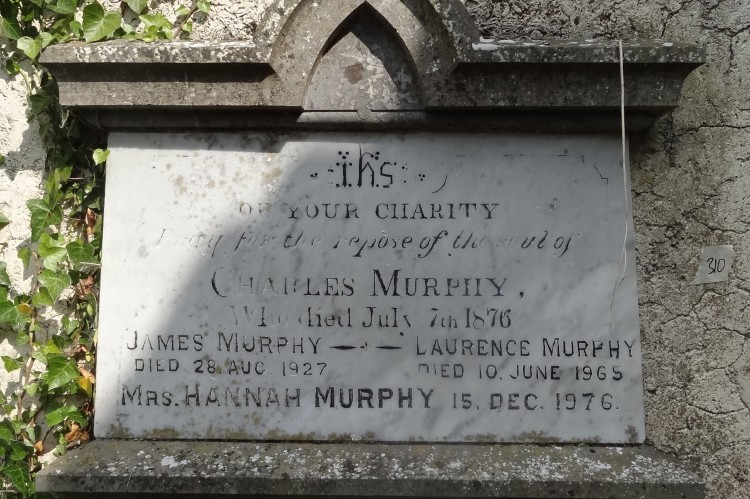 IHS
OF YOUR CHARITY
Pray for the repose of the soul of
CHARLES MURPHY,
Who died July 7th 1876
JAMES MURPHY — LAURENCE MURPHY
DIED 28 AUG. 1927 DIED 10. JUNE 1965
MRS. HANNAH MURPHY 15. DEC. 1976.
310